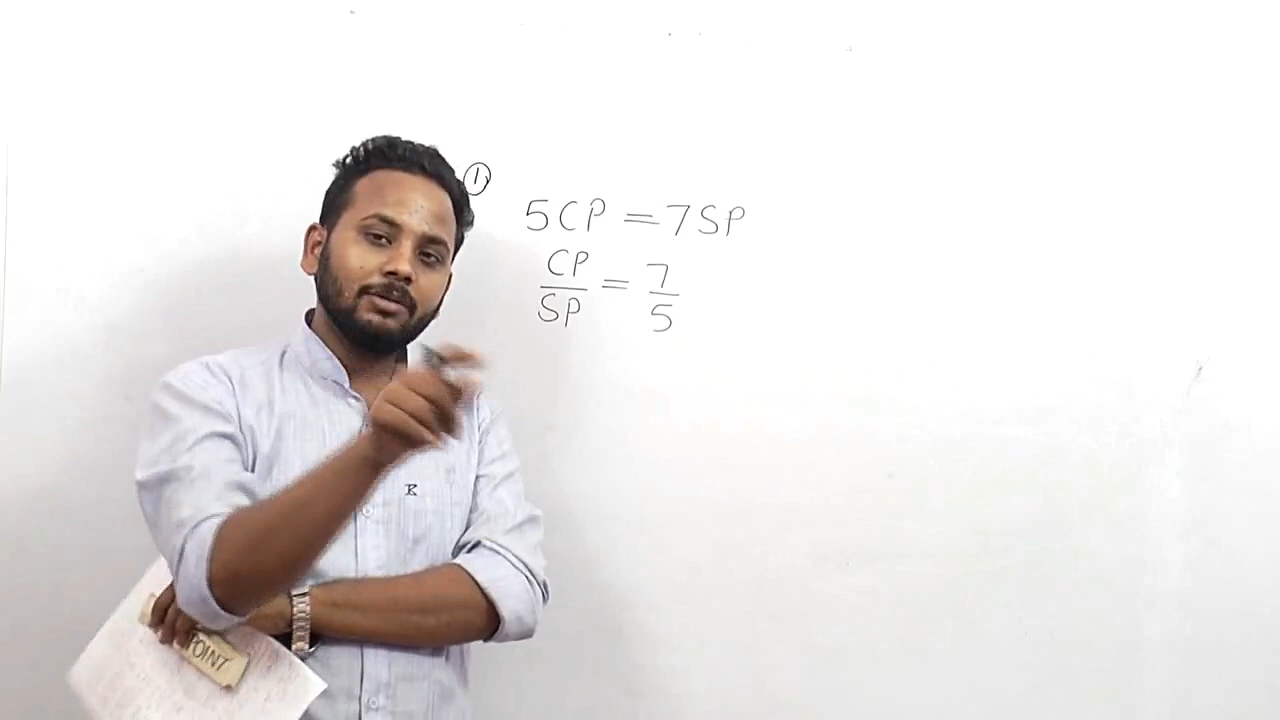 ①
5CP = 7SP
CP/SP = 7/5
R
POINT